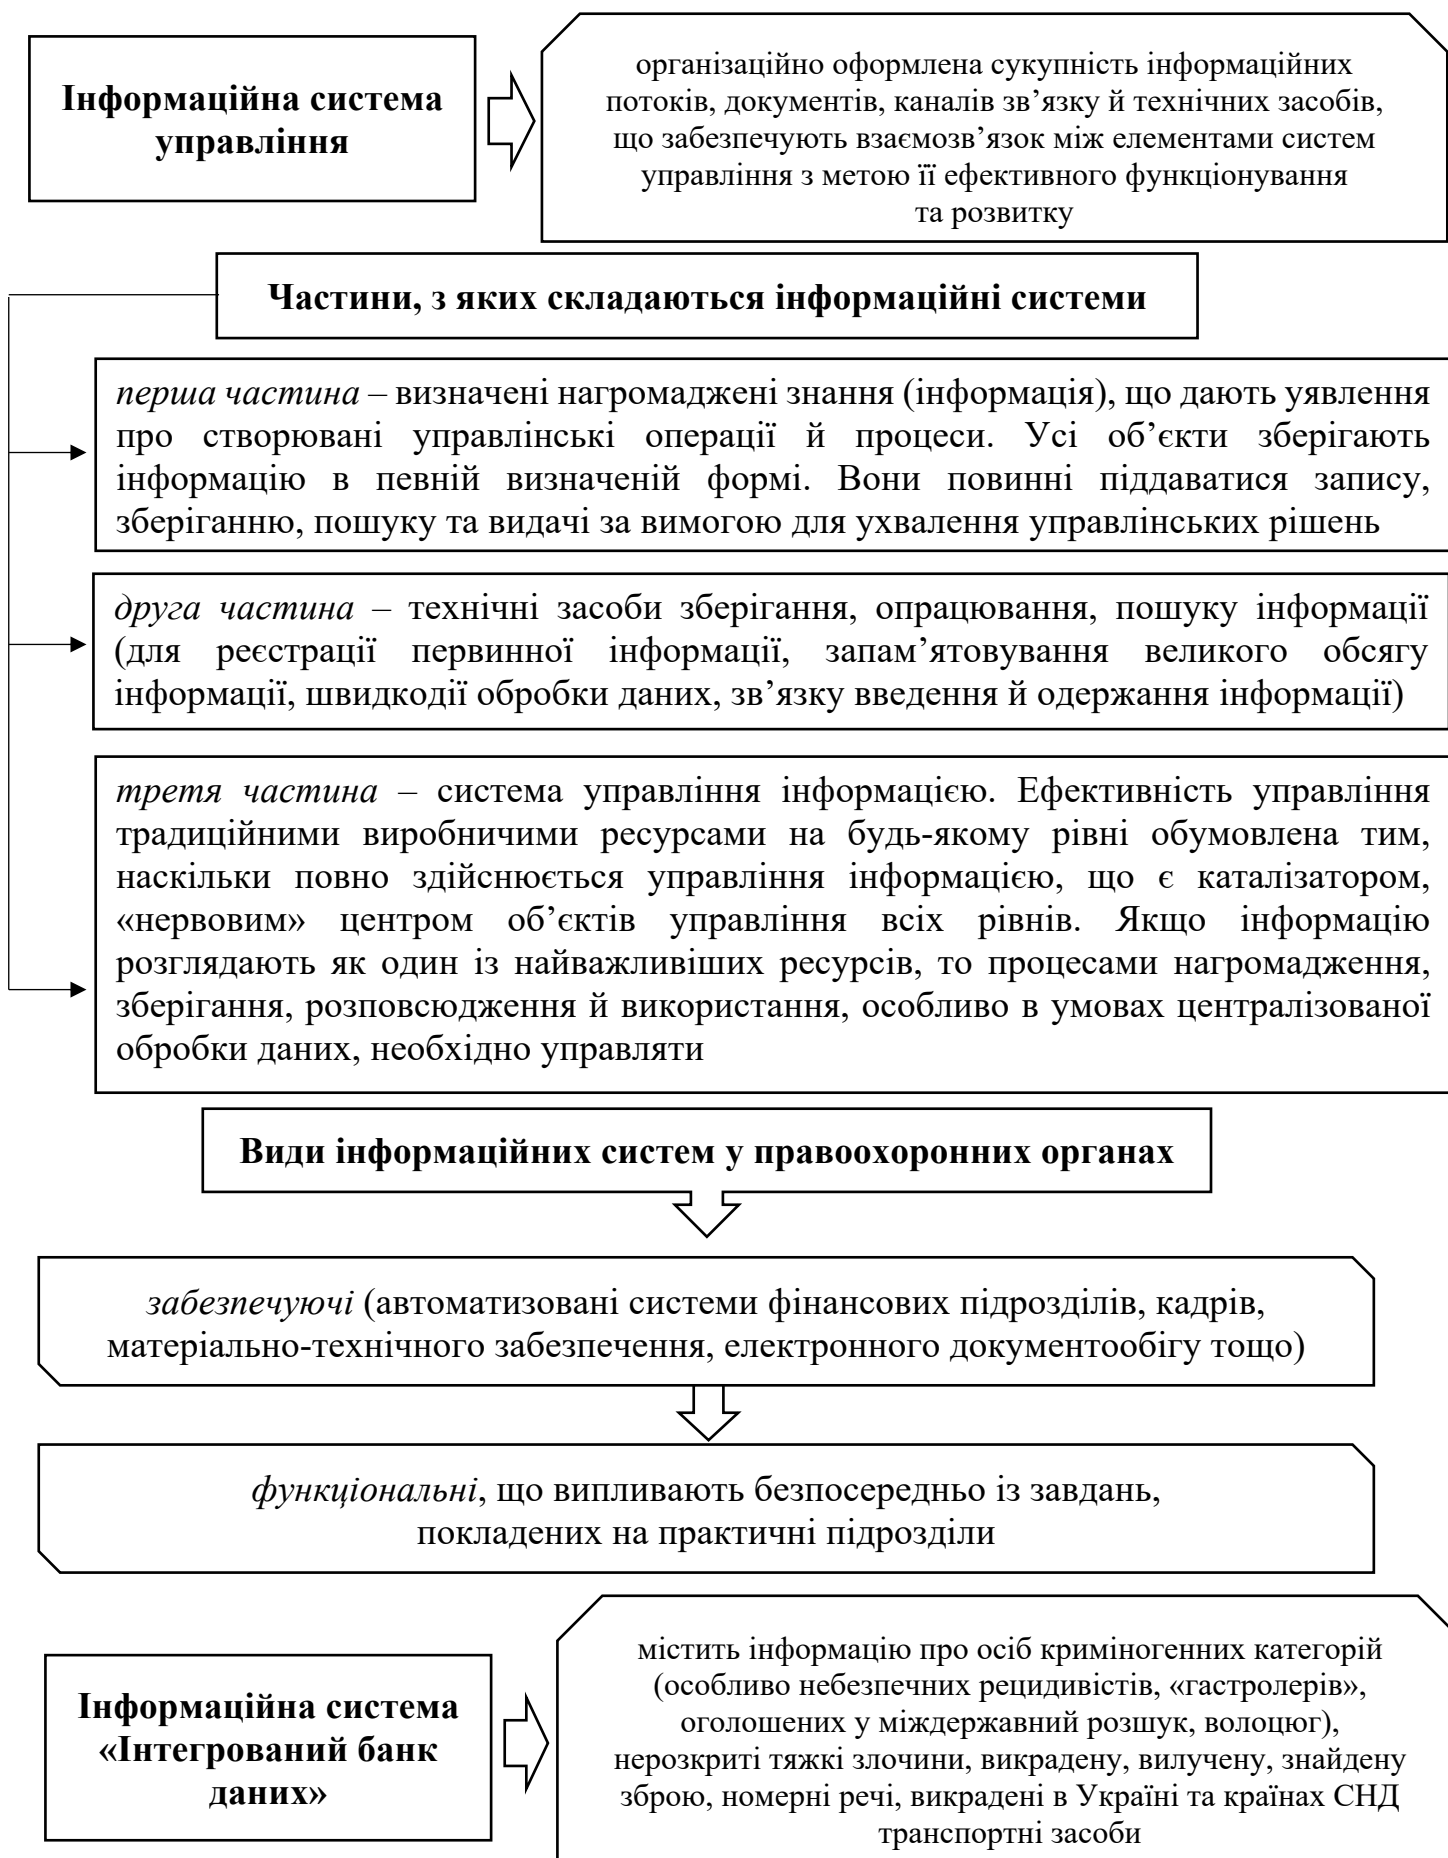 Інформаційна система
управління
організаційно оформлена сукупність інформаційних
потоків, документів, каналів зв’язку й технічних засобів,
що забезпечують взаємозв’язок між елементами систем
управління з метою її ефективного функціонування
та розвитку
Частини, з яких складаються інформаційні системи
перша частина – визначені нагромаджені знання (інформація), що дають уявлення
про створювані управлінські операції й процеси. Усі об’єкти зберігають
інформацію в певній визначеній формі. Вони повинні піддаватися запису,
зберіганню, пошуку та видачі за вимогою для ухвалення управлінських рішень
друга частина – технічні засоби зберігання, опрацювання, пошуку інформації
(для реєстрації первинної інформації, запам’ятовування великого обсягу
інформації, швидкодії обробки даних, зв’язку введення й одержання інформації)
третя частина – система управління інформацією. Ефективність управління
традиційними виробничими ресурсами на будь-якому рівні обумовлена тим,
наскільки повно здійснюється управління інформацією, що є каталізатором,
«нервовим» центром об’єктів управління всіх рівнів. Якщо інформацію
розглядають як один із найважливіших ресурсів, то процесами нагромадження,
зберігання, розповсюдження й використання, особливо в умовах централізованої
обробки даних, необхідно управляти
Види інформаційних систем у правоохоронних органах
забезпечуючі (автоматизовані системи фінансових підрозділів, кадрів,
матеріально-технічного забезпечення, електронного документообігу тощо)
функціональні, що випливають безпосередньо із завдань,
покладених на практичні підрозділи
Інформаційна система
«Інтегрований банк
даних»
містить інформацію про осіб криміногенних категорій
(особливо небезпечних рецидивістів, «гастролерів»,
оголошених у міждержавний розшук, волоцюг),
нерозкриті тяжкі злочини, викрадену, вилучену, знайдену
зброю, номерні речі, викрадені в Україні та країнах СНД
транспортні засоби